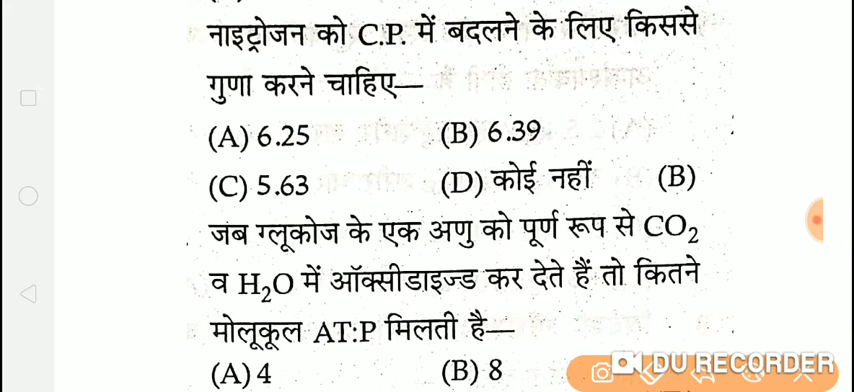 नाइट्रोजन को C.P. में बदलने के लिए किससे
गुणा करने चाहिए—
(A) 6.25 (B) 6.39
(C) 5.63 (D) कोई नहीं (B)
जब ग्लूकोज के एक अणु को पूर्ण रूप से CO₂
व H₂O में ऑक्सीडाइज्ड कर देते हैं तो कितने
मोलूकूल AT:P मिलती है—
(A) 4 (B) 8
DU RECORDER